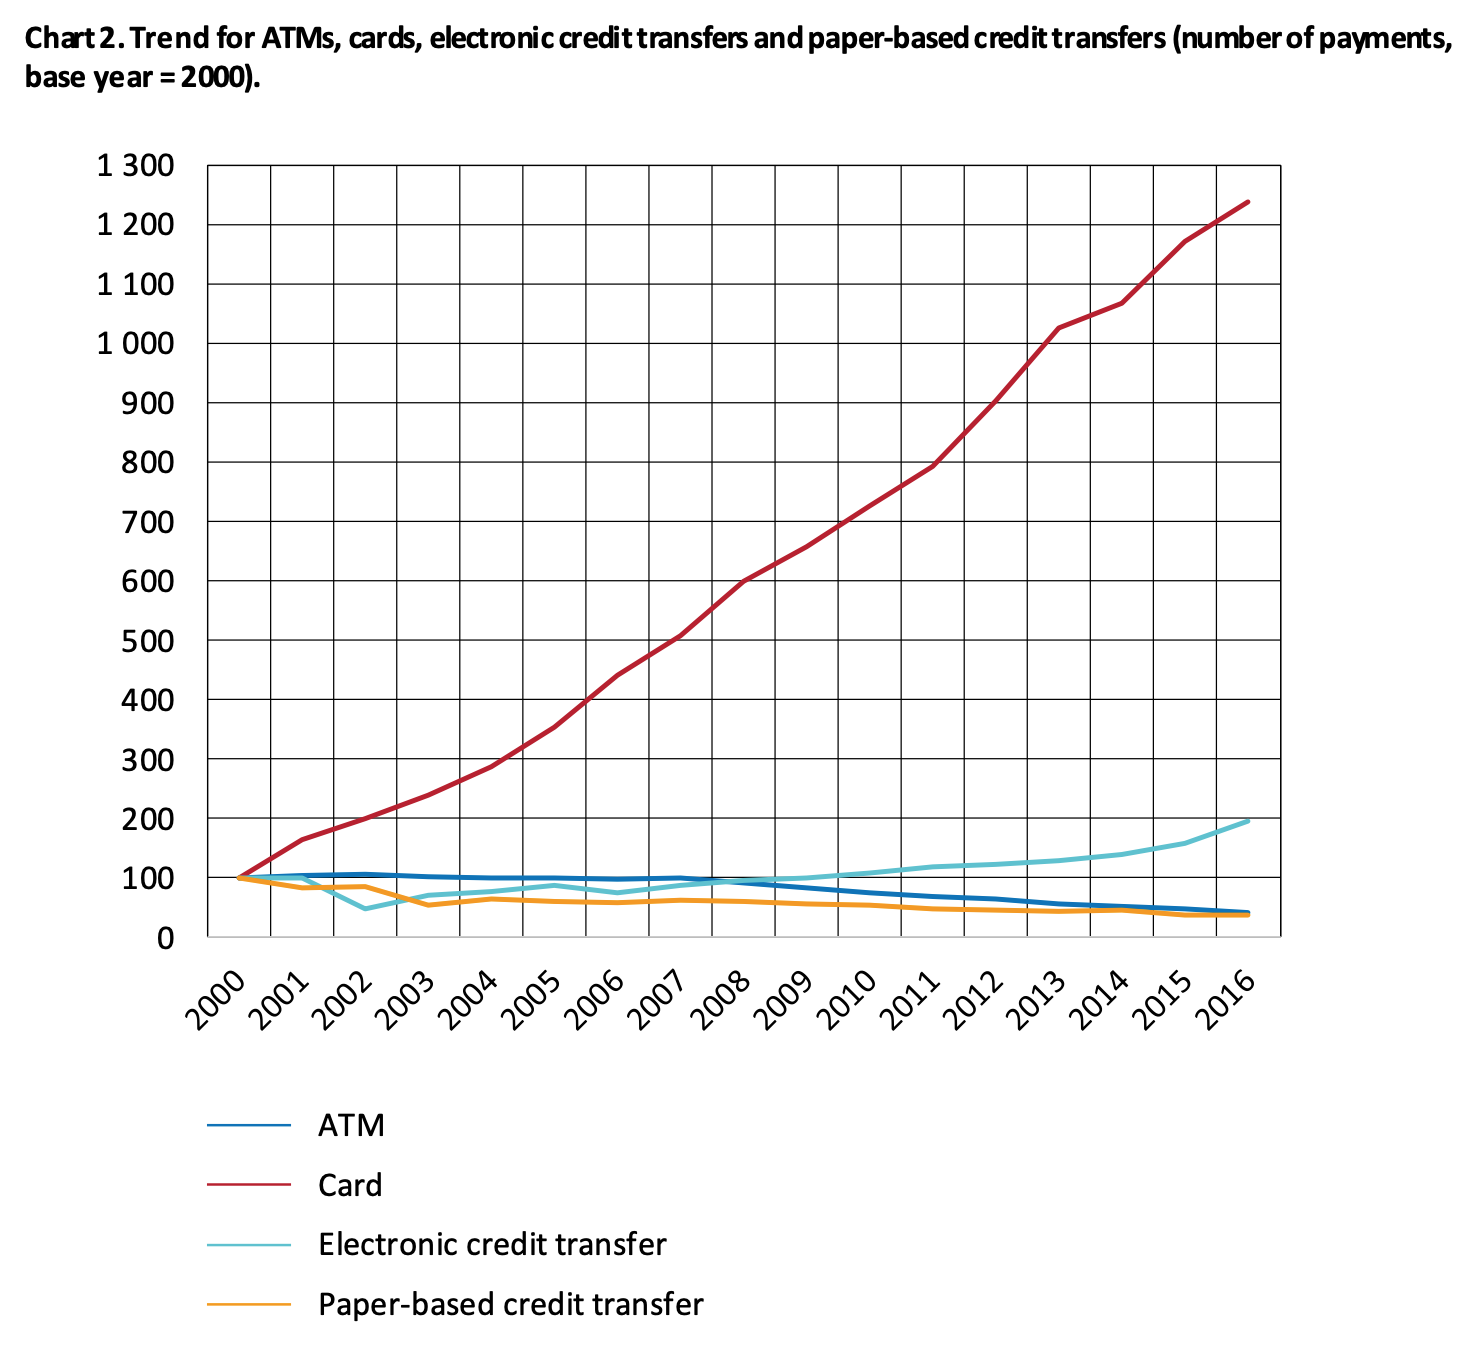 Chart 2. Trend for ATMs, cards, electronic credit transfers and paper-based credit transfers (number of payments,
base year = 2000).
1 300
1 200
1 100
1 000
900
800
700
600
500
400
300
200
100
0
2000 2001 2002 2003 2004 2005 2006 2007 2008 2009 2010 2011 2012 2013 2014 2015 2016
ATM
Card
Electronic credit transfer
Paper-based credit transfer